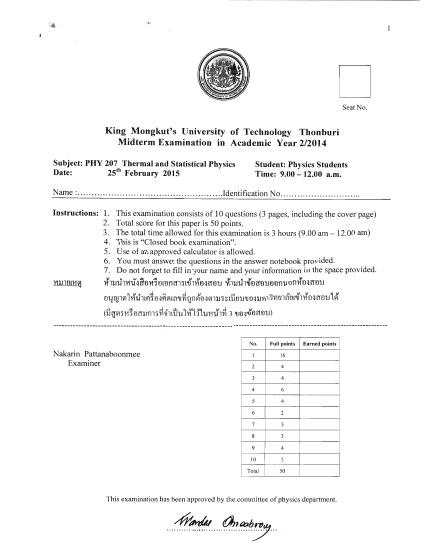 1
Seat No.
King Mongkut's University of Technology Thonburi
Midterm Examination in Academic Year 2/2014
Subject: PHY 207 Thermal and Statistical Physics Student: Physics Students
Date: 25th February 2015 Time: 9.00 – 12.00 a.m.
Name :……………………………………………Identification No.……………………
Instructions: 1. This examination consists of 10 questions (3 pages, including the cover page)
2. Total score for this paper is 50 points.
3. The total time allowed for this examination is 3 hours (9.00 am – 12.00 am)
4. This is "Closed book examination".
5. Use of an approved calculator is allowed.
6. You must answer the questions in the answer notebook provided.
7. Do not forget to fill in your name and your information in the space provided.
หมายเหตุ ห้ามนำหนังสือหรือเอกสารเข้าห้องสอบ ห้ามนำข้อสอบออกนอกห้องสอบ
อนุญาตให้นำเครื่องคิดเลขที่ถูกต้องตามระเบียบของมหาวิทยาลัยเข้าห้องสอบได้
(มีสูตรหรือสมการที่จำเป็นให้ไว้ในหน้าที่ 3 ของข้อสอบ)
Nakarin Pattanaboonmee
Examiner
No. Full points Earned points
1 16
2 4
3 4
4 6
5 4
6 2
7 3
8 2
9 4
10 5
Total 50
This examination has been approved by the committee of physics department.